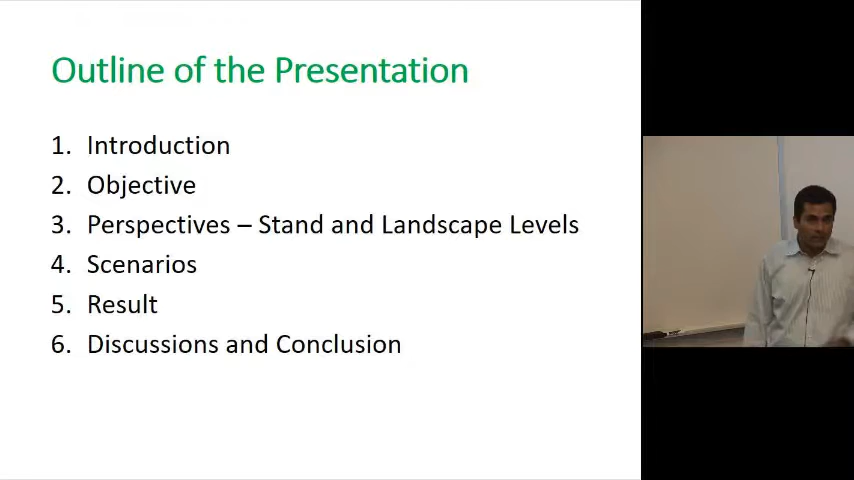 Outline of the Presentation
1. Introduction
2. Objective
3. Perspectives – Stand and Landscape Levels
4. Scenarios
5. Result
6. Discussions and Conclusion